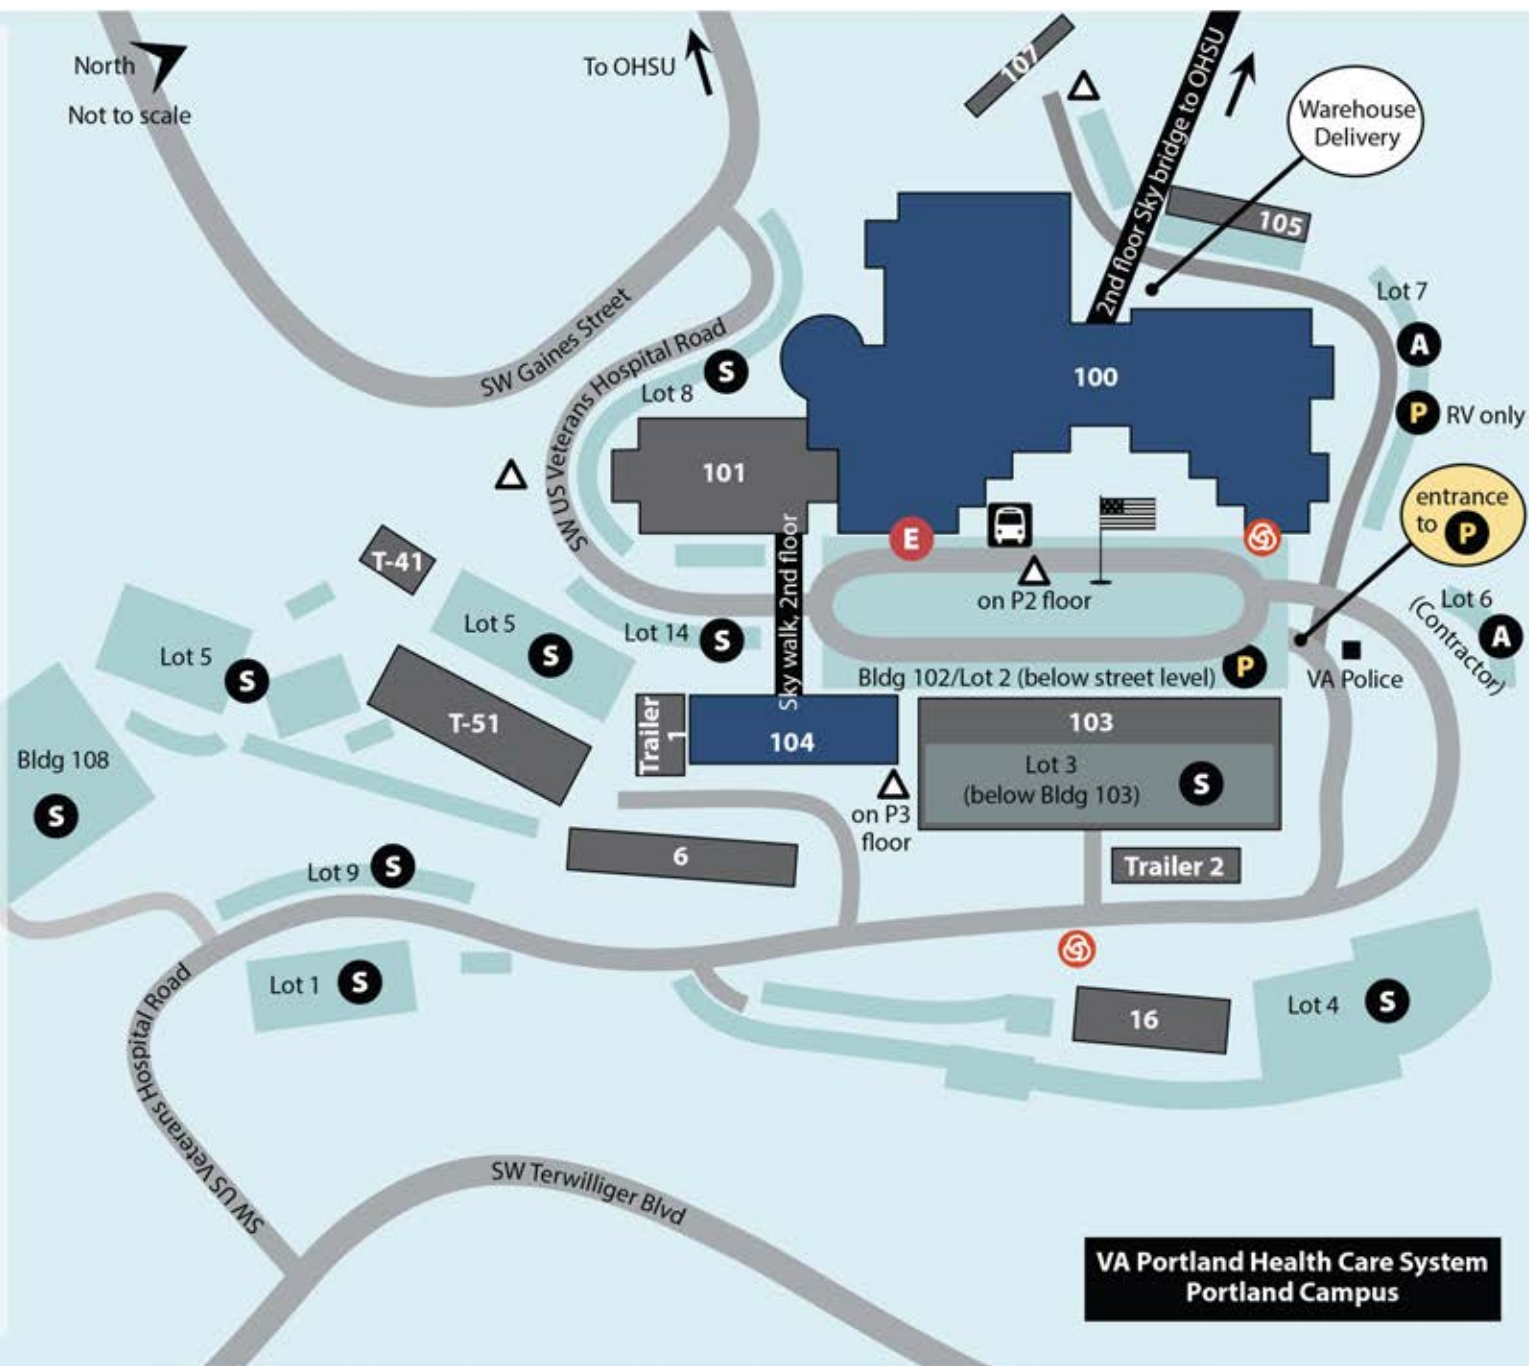 North
Not to scale
To OHSU
107
2nd floor Sky bridge to OHSU
Warehouse
Delivery
105
Lot 7
A
P RV only
SW Gaines Street
SW US Veterans Hospital Road
Lot 8 S
100
101
entrance
to P
E
on P2 floor
Sky walk, 2nd floor
T-41
Lot 5 S
Lot 5 S
Lot 14 S
Lot 6
(Contractor)
A
VA Police
Bldg 102/Lot 2 (below street level) P
T-51
Trailer
1
104
103
Lot 3
(below Bldg 103) S
Bldg 108
S
on P3
floor
6
Trailer 2
Lot 9 S
Lot 1 S
16
Lot 4 S
SW US Veterans Hospital Road
SW Terwilliger Blvd
VA Portland Health Care System
Portland Campus